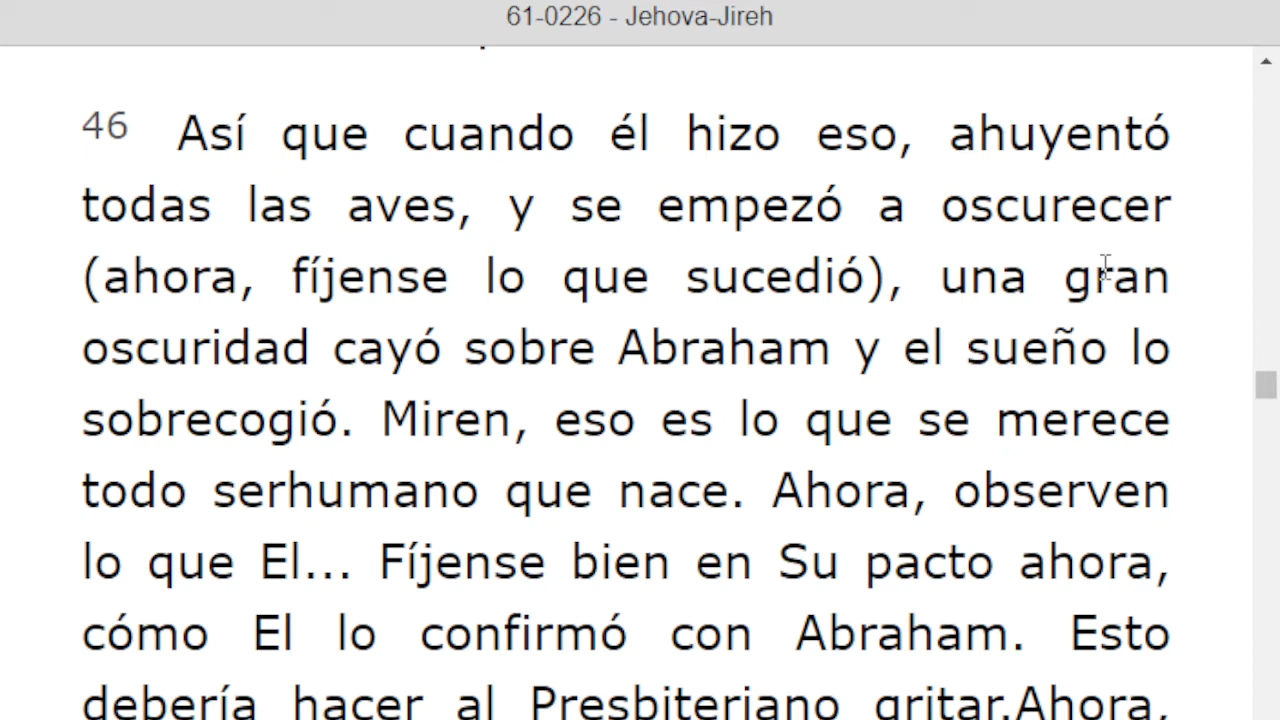 61-0226 - Jehova-Jireh
46 Así que cuando él hizo eso, ahuyentó
todas las aves, y se empezó a oscurecer
(ahora, fíjense lo que sucedió), una gran
oscuridad cayó sobre Abraham y el sueño lo
sobrecogió. Miren, eso es lo que se merece
todo serhumano que nace. Ahora, observen
lo que El... Fíjense bien en Su pacto ahora,
cómo El lo confirmó con Abraham. Esto
debería hacer al Presbiteriano gritar.Ahora,